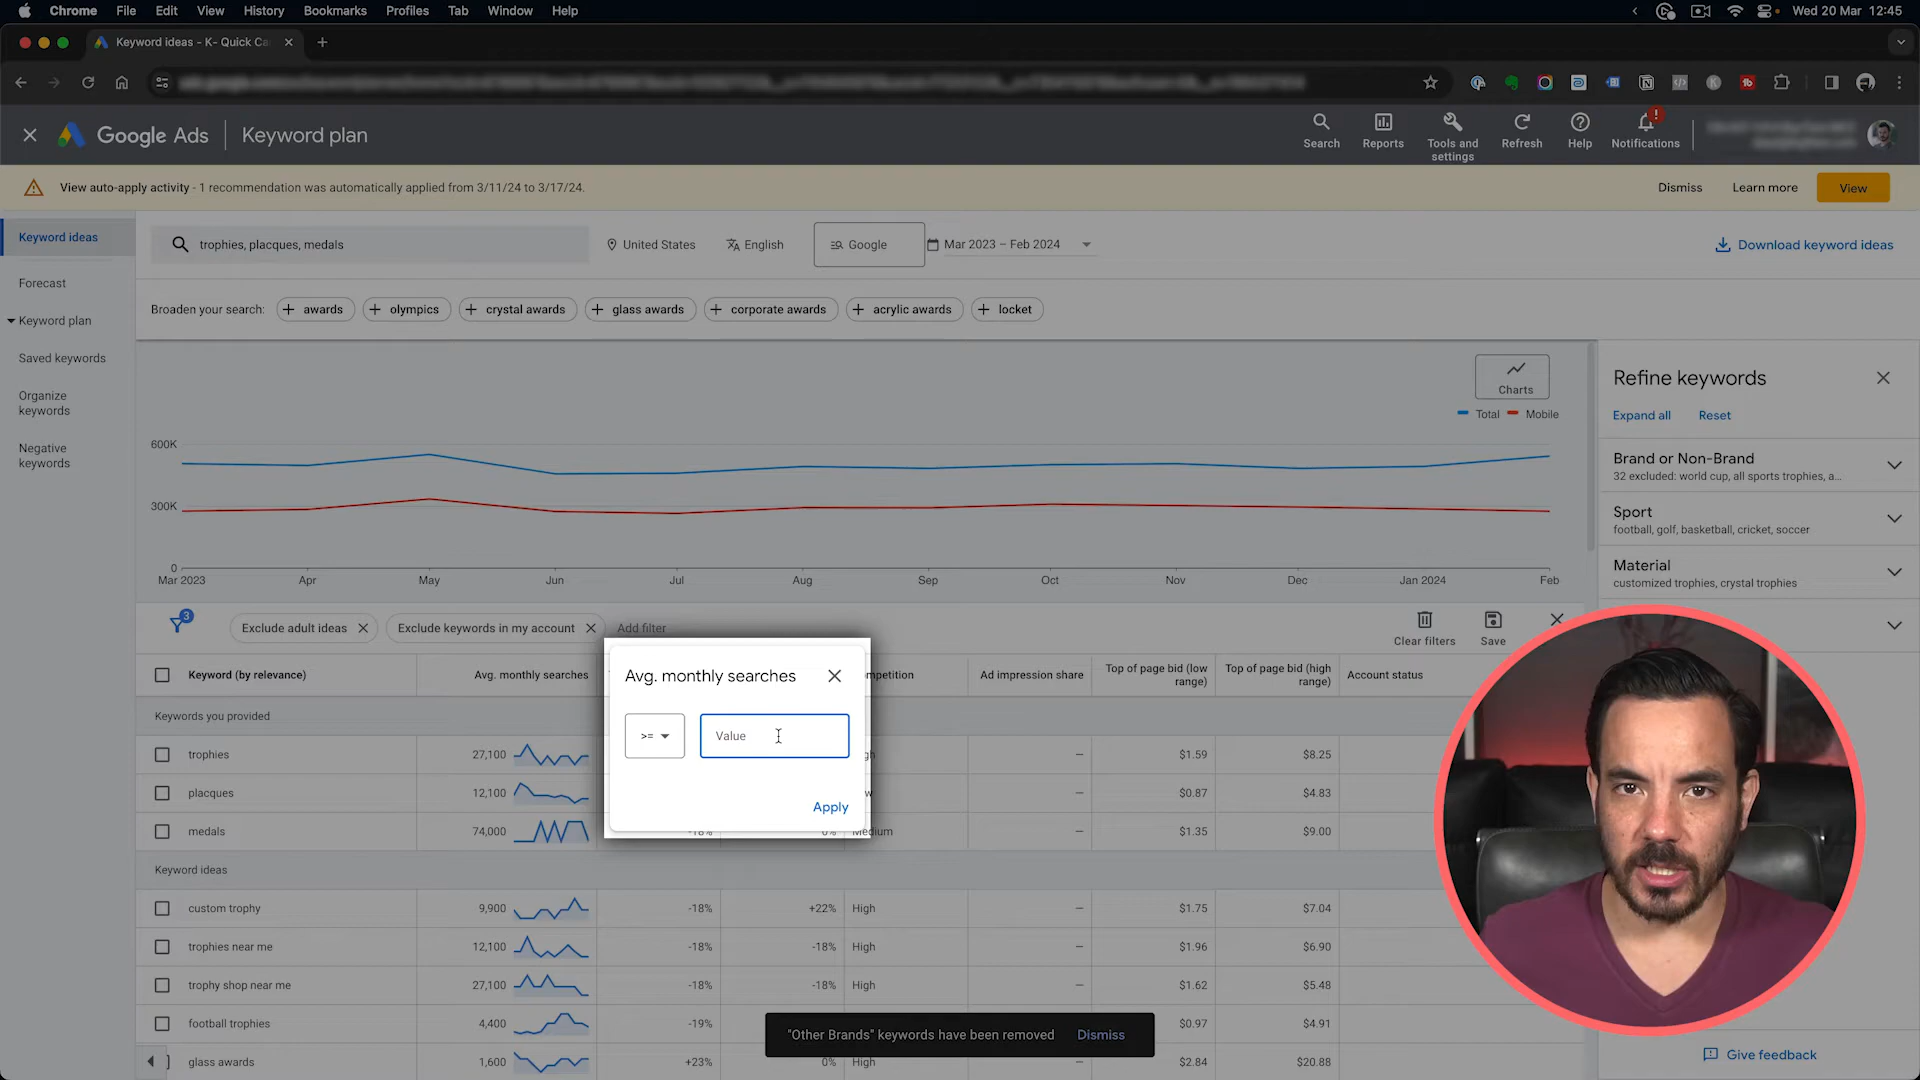 Chrome File Edit View History Bookmarks Profiles Tab Window Help Wed 20 Mar 12:45
Keyword ideas - K- Quick Ca
Google Ads Keyword plan
Search Reports Tools and settings Refresh Help Notifications
View auto-apply activity - 1 recommendation was automatically applied from 3/11/24 to 3/17/24. Dismiss Learn more View
Keyword ideas
Forecast
Keyword plan
Saved keywords
Organize keywords
Negative keywords
trophies, placques, medals United States English Google Mar 2023 – Feb 2024 Download keyword ideas
Broaden your search: awards olympics crystal awards glass awards corporate awards acrylic awards locket
Charts
Total Mobile
600K
300K
0
Mar 2023 Apr May Jun Jul Aug Sep Oct Nov Dec Jan 2024 Feb
Refine keywords
Expand all Reset
Brand or Non-Brand
32 excluded: world cup, all sports trophies, a...
Sport
football, golf, basketball, cricket, soccer
Material
customized trophies, crystal trophies
3 Exclude adult ideas Exclude keywords in my account Add filter Clear filters Save
Keyword (by relevance) Avg. monthly searches mpetition Ad impression share Top of page bid (low range) Top of page bid (high range) Account status
Avg. monthly searches
>= Value
Apply
Keywords you provided
trophies 27,100 gh – $1.59 $8.25
placques 12,100 w – $0.87 $4.83
medals 74,000 -18% 0% Medium – $1.35 $9.00
Keyword ideas
custom trophy 9,900 -18% +22% High – $1.75 $7.04
trophies near me 12,100 -18% -18% High – $1.96 $6.90
trophy shop near me 27,100 -18% -18% High – $1.62 $5.48
football trophies 4,400 -19% $0.97 $4.91
glass awards 1,600 +23% 0% High – $2.84 $20.88
"Other Brands" keywords have been removed Dismiss
Give feedback